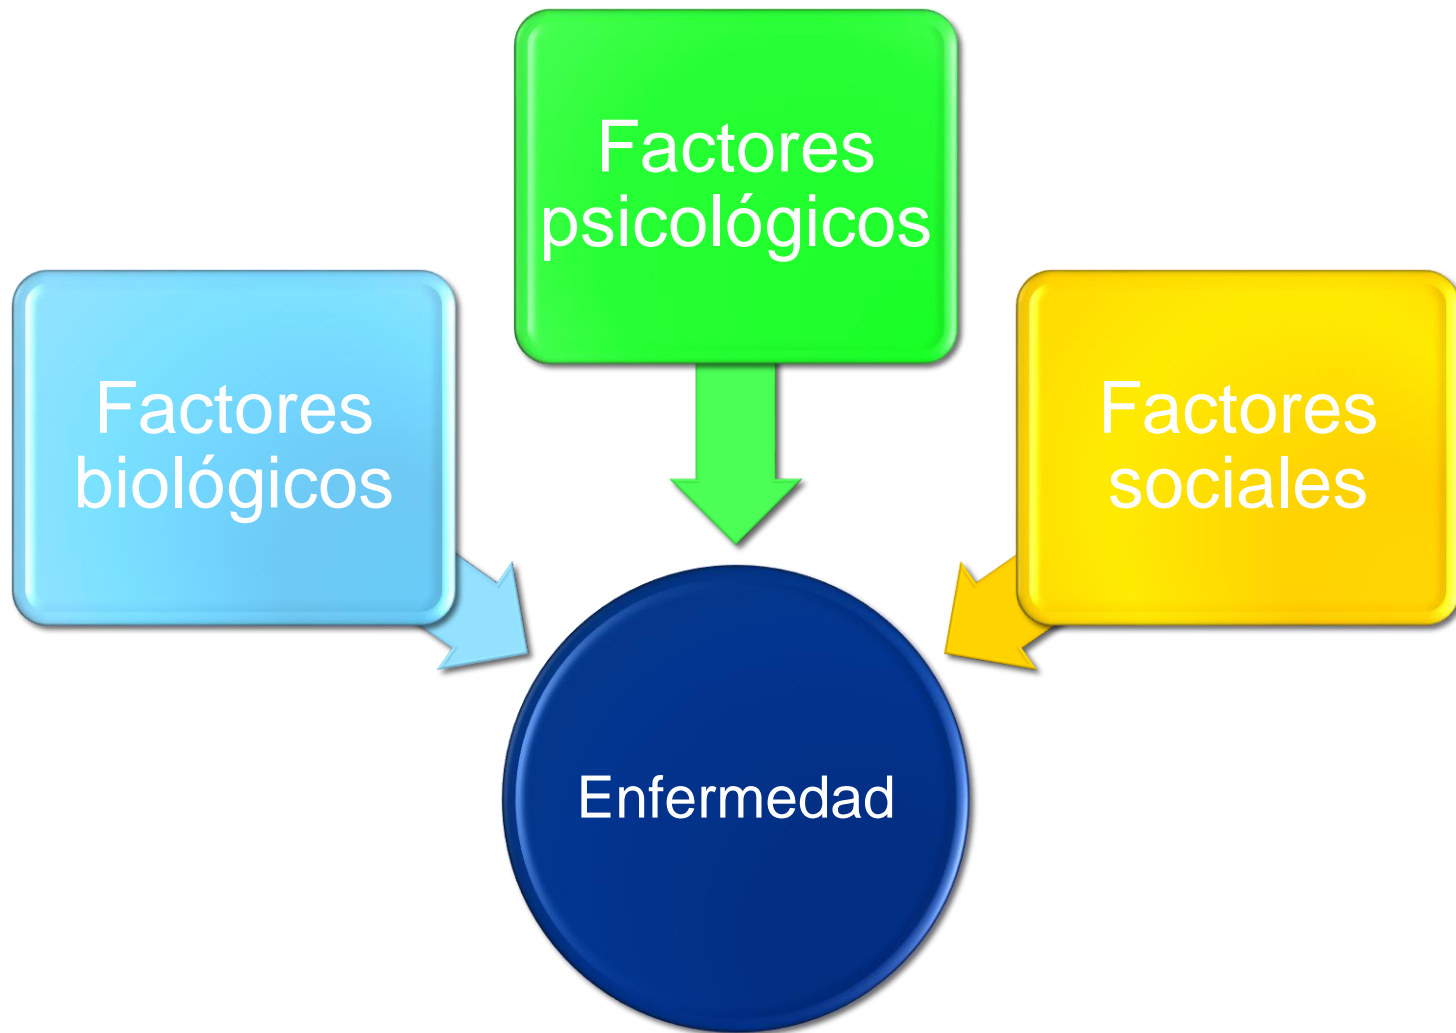 Factores
psicológicos
Factores
biológicos
Factores
sociales
Enfermedad